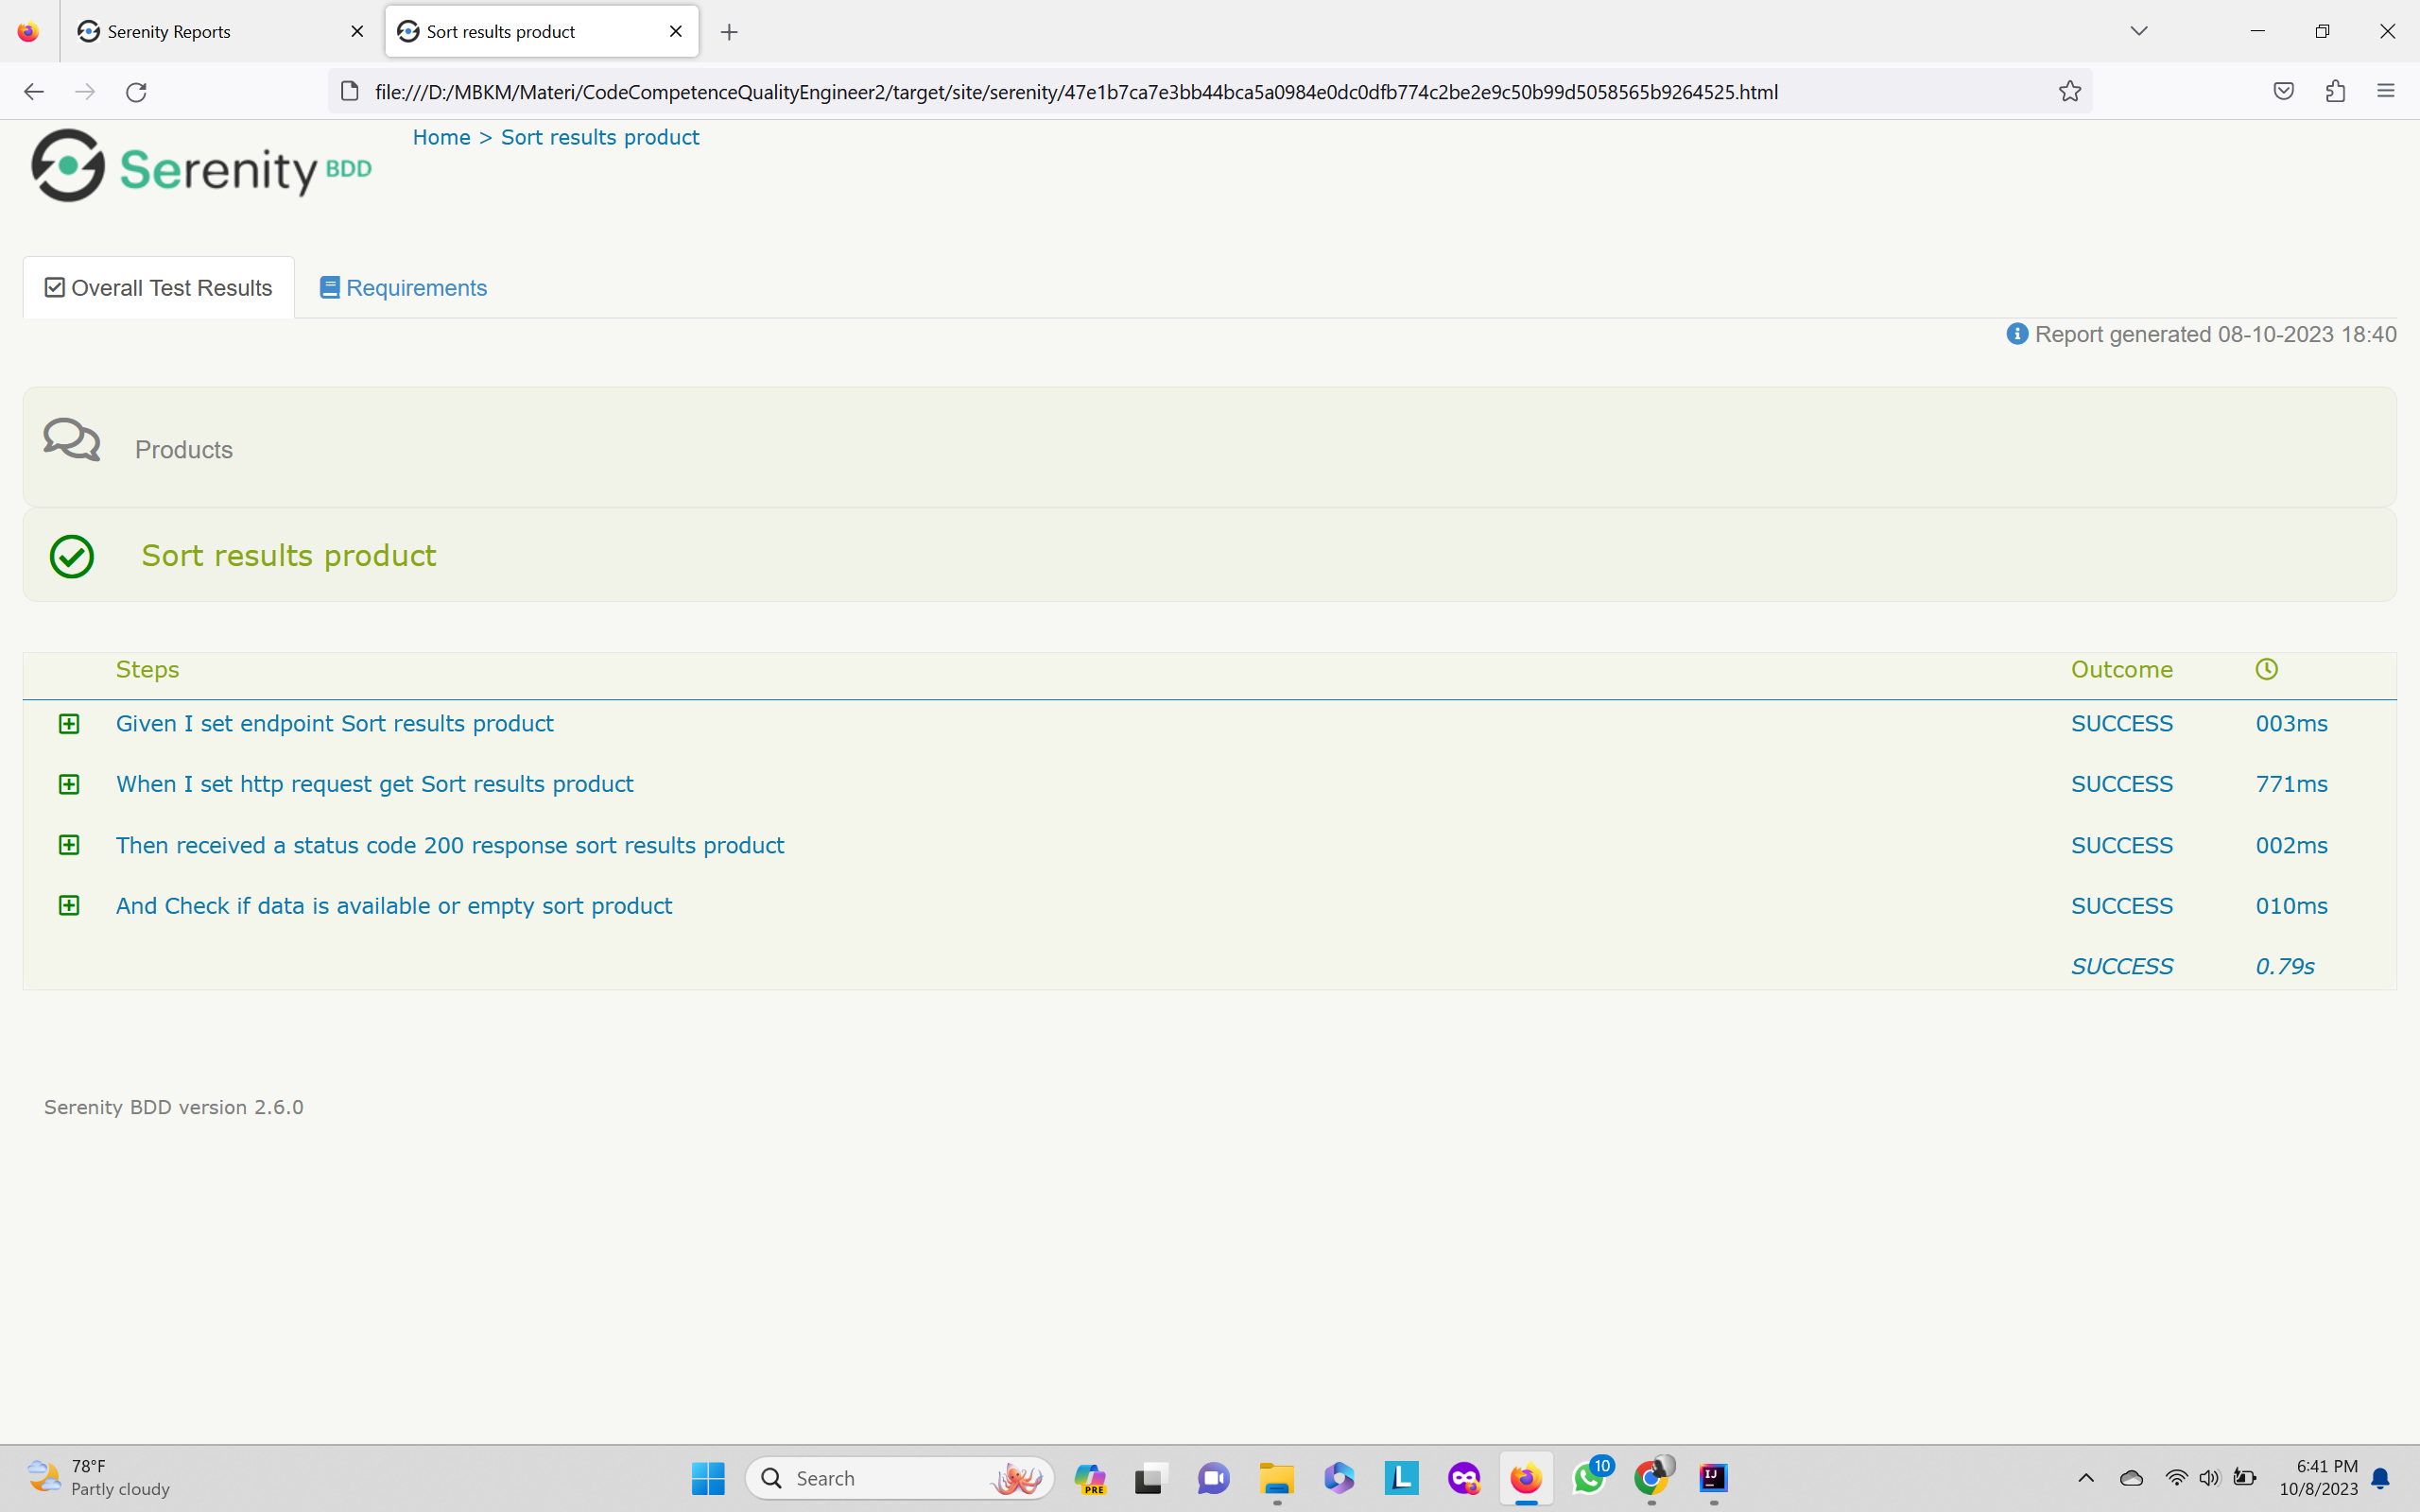 Serenity Reports
Sort results product
file:///D:/MBKM/Materi/CodeCompetenceQualityEngineer2/target/site/serenity/47e1b7ca7e3bb44bca5a0984e0dc0dfb774c2be2e9c50b99d5058565b9264525.html
Serenity BDD
Home > Sort results product
Overall Test Results
Requirements
Report generated 08-10-2023 18:40
Products
Sort results product
Steps Outcome
Given I set endpoint Sort results product SUCCESS 003ms
When I set http request get Sort results product SUCCESS 771ms
Then received a status code 200 response sort results product SUCCESS 002ms
And Check if data is available or empty sort product SUCCESS 010ms
SUCCESS 0.79s
Serenity BDD version 2.6.0
78°F
Partly cloudy
Search
PRE
L
10
IJ
6:41 PM
10/8/2023